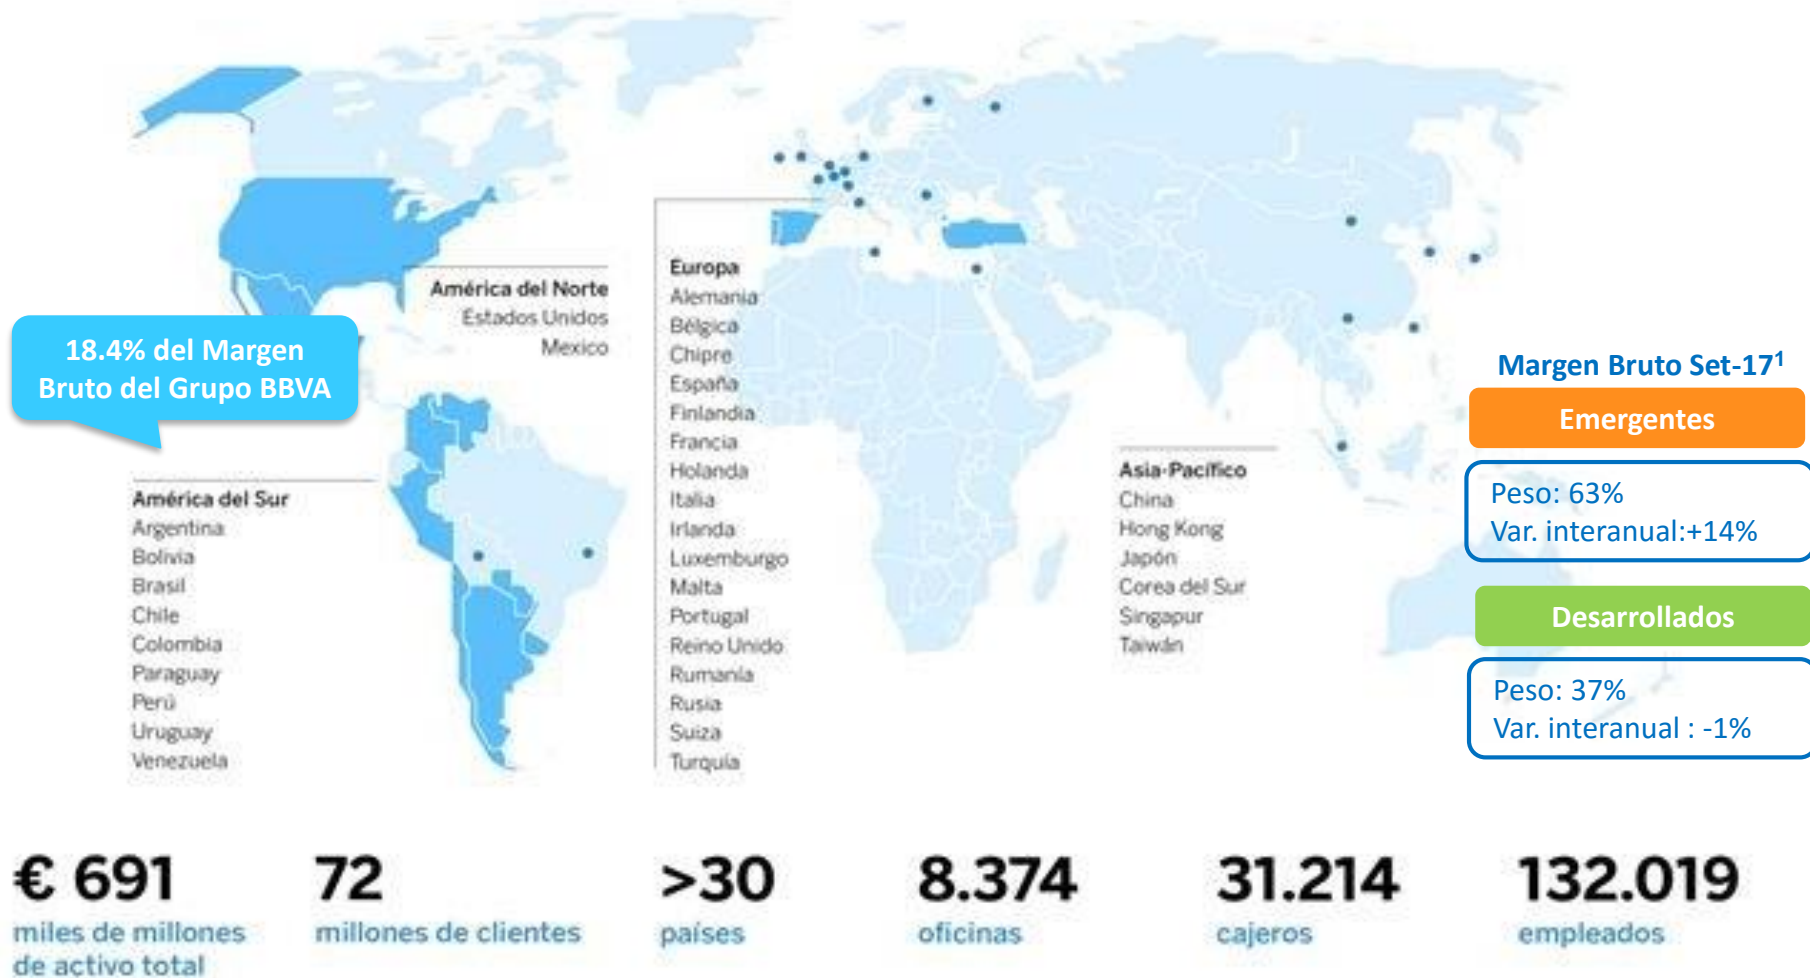 18.4% del Margen
Bruto del Grupo BBVA
América del Norte
Estados Unidos
Mexico
América del Sur
Argentina
Bolivia
Brasil
Chile
Colombia
Paraguay
Perú
Uruguay
Venezuela
Europa
Alemania
Bélgica
Chipre
España
Finlandia
Francia
Holanda
Italia
Irlanda
Luxemburgo
Malta
Portugal
Reino Unido
Rumanía
Rusia
Suiza
Turquía
Asia-Pacífico
China
Hong Kong
Japón
Corea del Sur
Singapur
Taiwán
Margen Bruto Set-17¹
Emergentes
Peso: 63%
Var. interanual:+14%
Desarrollados
Peso: 37%
Var. interanual : -1%
€ 691
miles de millones
de activo total
72
millones de clientes
>30
países
8.374
oficinas
31.214
cajeros
132.019
empleados